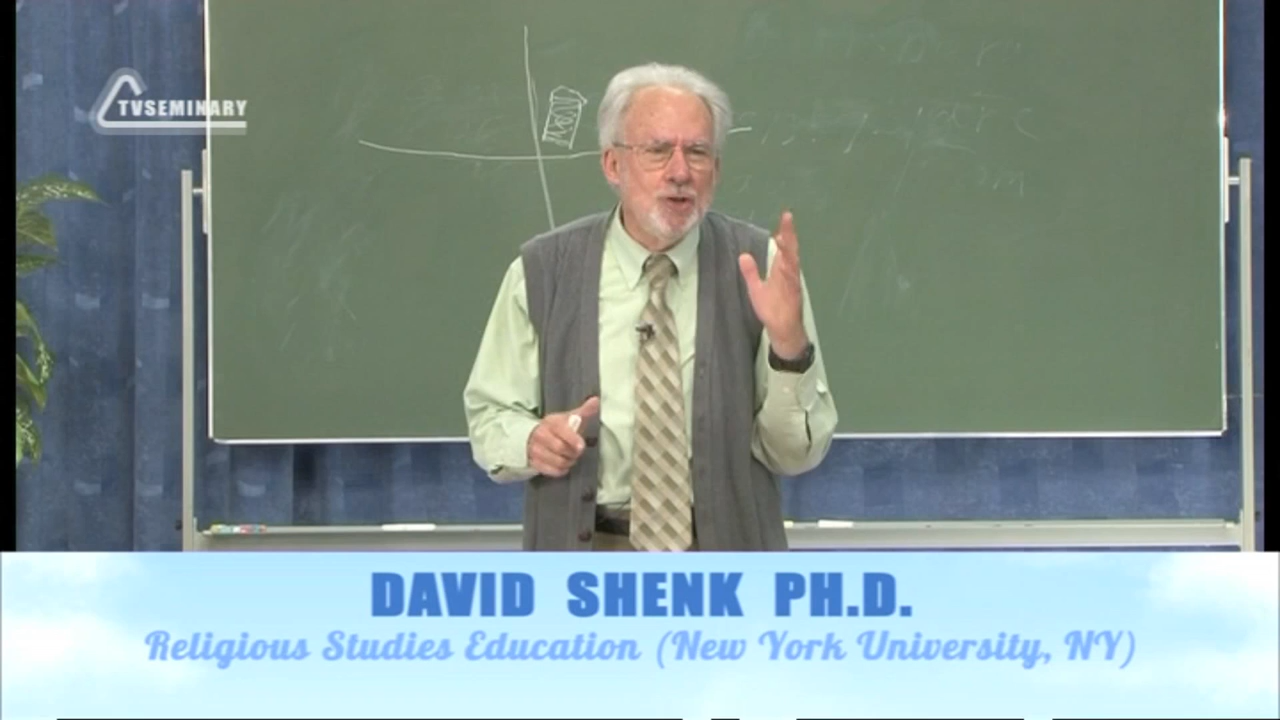 TVSEMINARY
DAVID SHENK PH.D.
Religious Studies Education (New York University, NY)